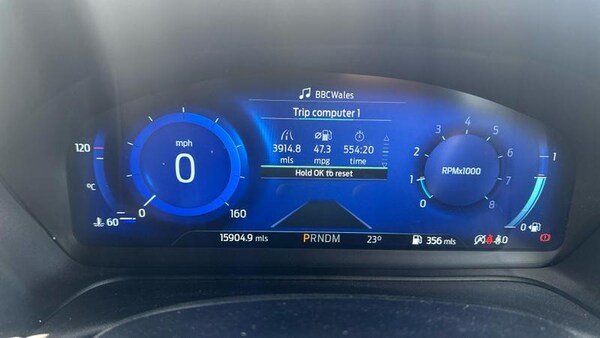 BBCWales
Trip computer 1
3914.8 47.3 554:20
mls mpg time
Hold OK to reset
120
°C
60
mph
0
0
160
RPMx1000
0
1
2
3
4
5
6
7
8
1
0
15904.9 mls PRNDM 23° 356 mls 0